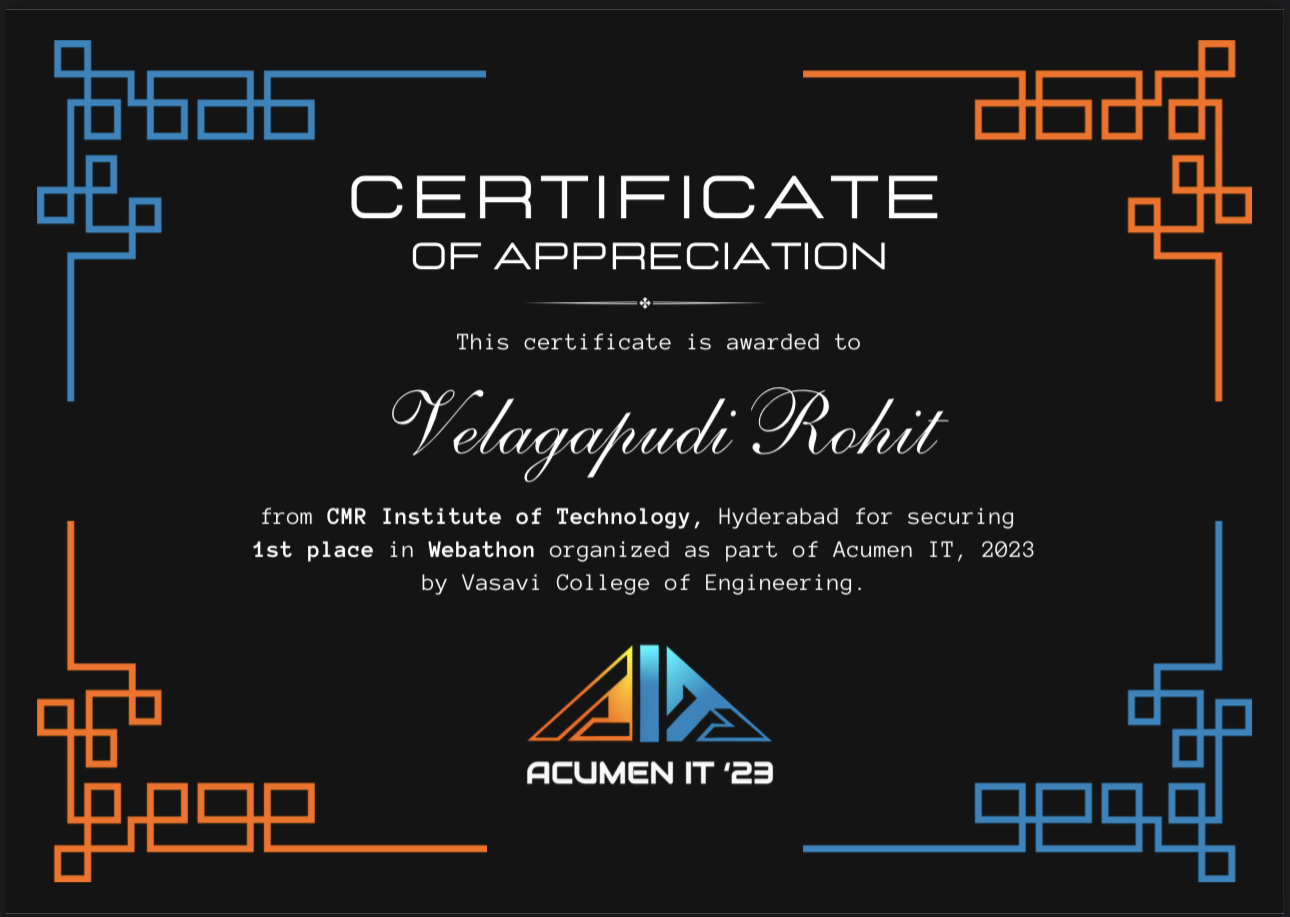 CERTIFICATE
OF APPRECIATION
This certificate is awarded to
Velagapudi Rohit
from CMR Institute of Technology, Hyderabad for securing
1st place in Webathon organized as part of Acumen IT, 2023
by Vasavi College of Engineering.
ACUMEN IT ‘23